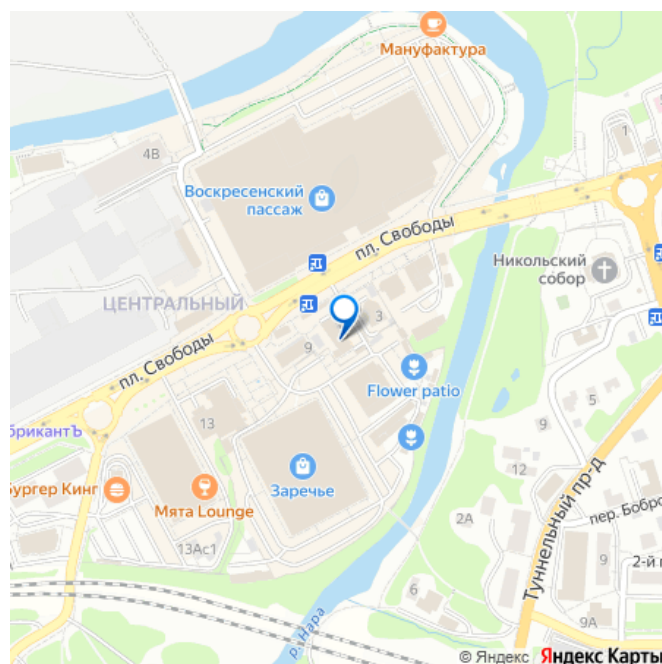 Мануфактура
4В
1
Воскресенский
пассаж
пл. Свободы
Никольский
собор
ЦЕНТРАЛЬНЫЙ
3
9
пл. Свободы
Flower patio
5
13
9
брикантЪ
Заречье
12
Бургер Кинг
Мята Lounge
2А
пер. Бобро
13Ас1
9
2-й п
Туннельный пр-д
6
9А
р. Нара
© Яндекс Яндекс Карты